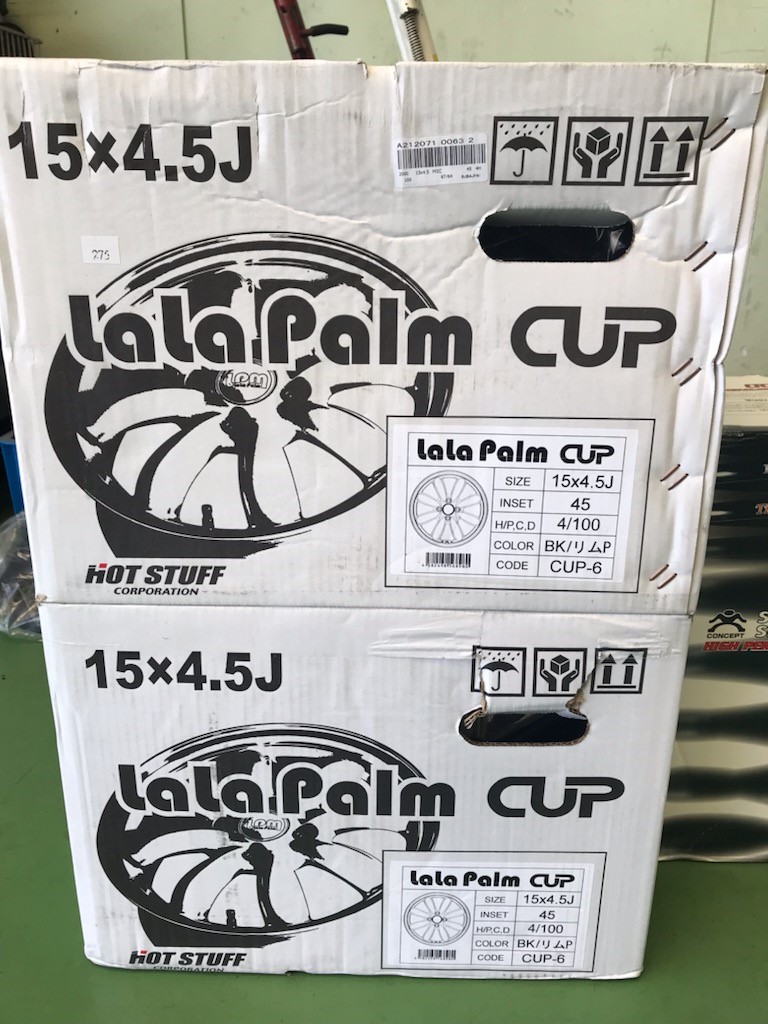 15×4.5J
A212071 0063 2
275
LaLa Palm CUP
LPM
LaLa Palm CUP
SIZE 15x4.5J
INSET 45
H/P,C,D 4/100
COLOR BK/リムP
CODE CUP-6
HOT STUFF
CORPORATION
15×4.5J
LaLa Palm CUP
LPM
LaLa Palm CUP
SIZE 15x4.5J
INSET 45
H/P,C,D 4/100
COLOR BK/リムP
CODE CUP-6
HOT STUFF
CORPORATION
CONCEPT